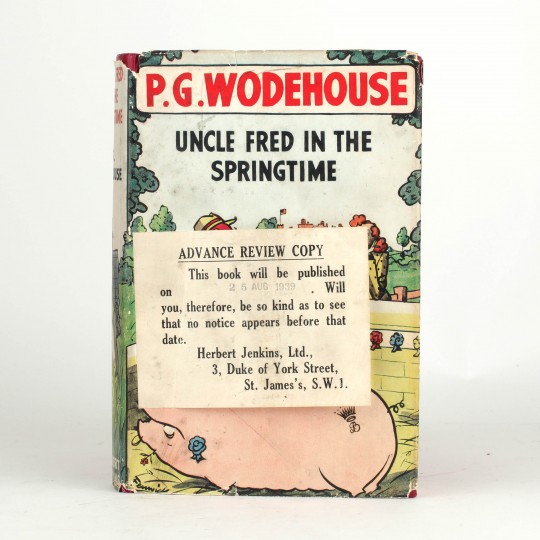 P.G.WODEHOUSE
UNCLE FRED IN THE
SPRINGTIME
ADVANCE REVIEW COPY
This book will be published
on 25 AUG 1939 . Will
you, therefore, be so kind as to see
that no notice appears before that
date.
Herbert Jenkins, Ltd.,
3, Duke of York Street,
St. James's, S.W.1.